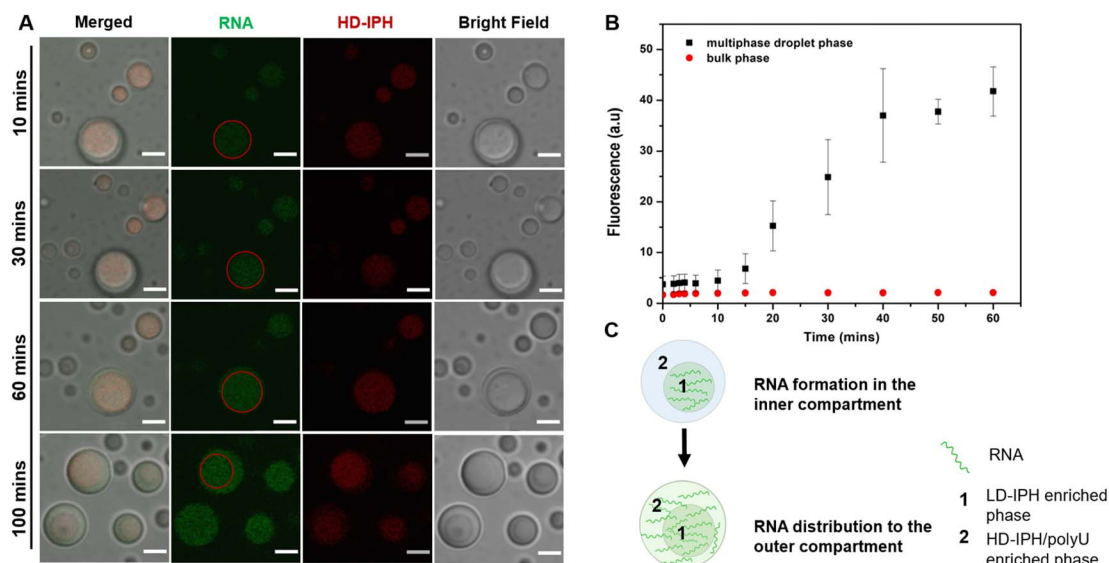 A
Merged
RNA
HD-IPH
Bright Field
10 mins
30 mins
60 mins
100 mins
B
multiphase droplet phase
bulk phase
Fluorescence (a.u)
50
40
30
20
10
0
0
10
20
30
40
50
60
Time (mins)
C
2
1
RNA formation in the
inner compartment
2
1
RNA distribution to the
outer compartment
RNA
1 LD-IPH enriched
phase
2 HD-IPH/polyU
enriched phase